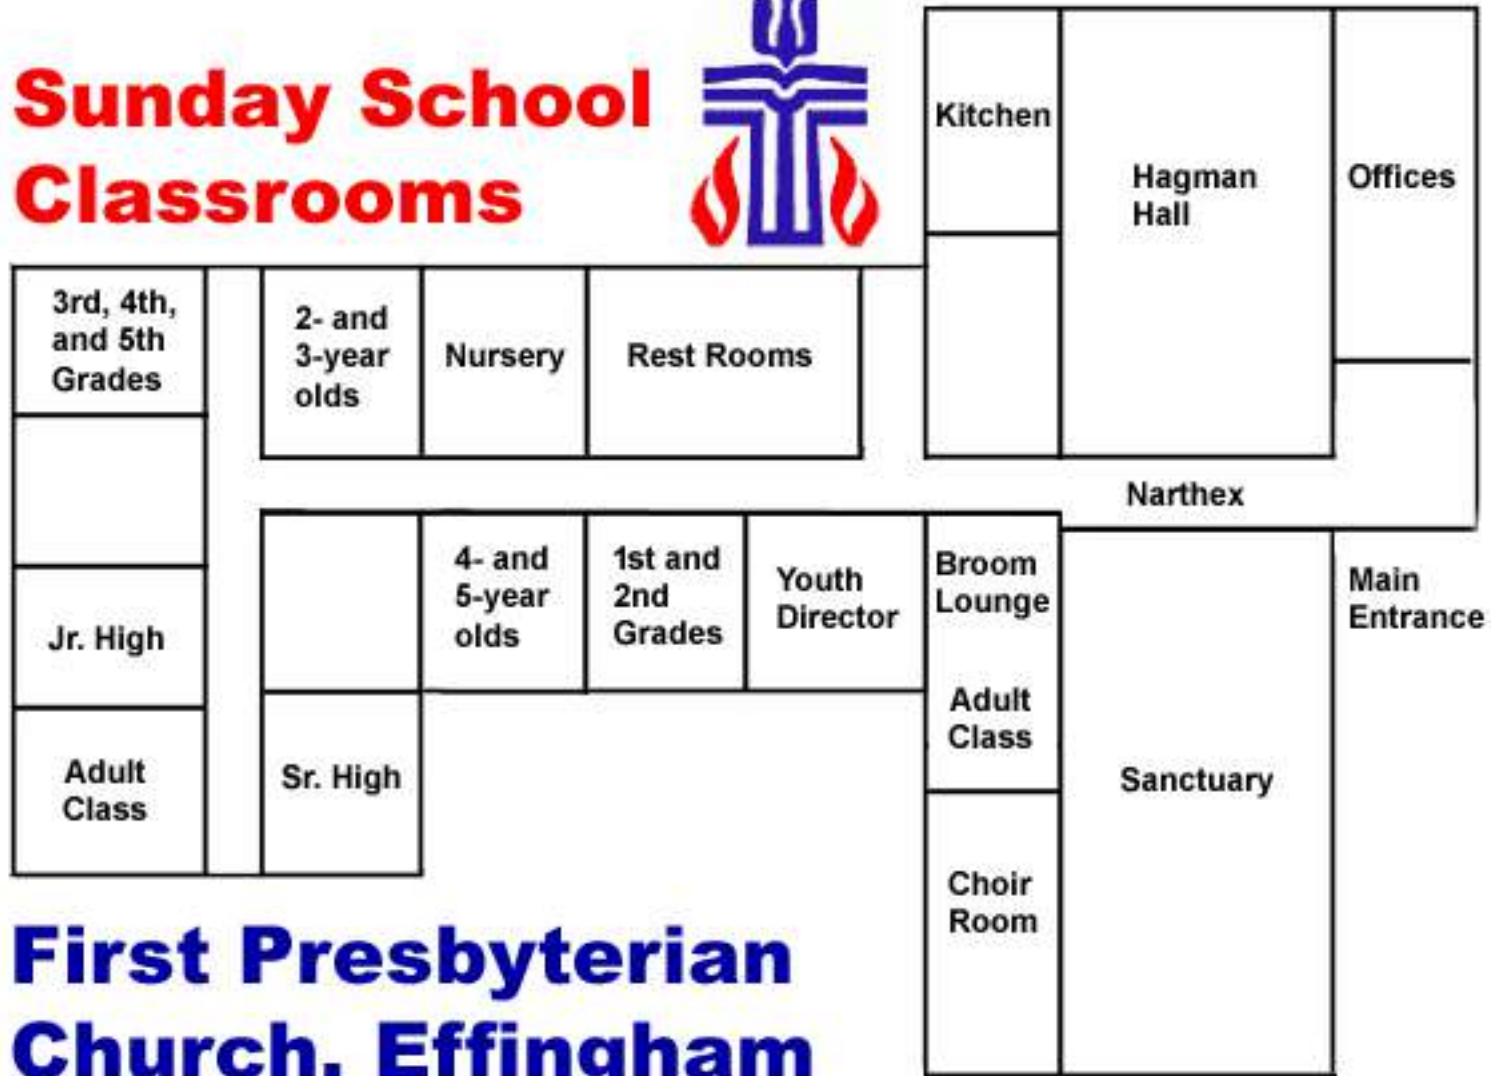 Sunday School
Classrooms
Kitchen
Hagman
Hall
Offices
3rd, 4th,
and 5th
Grades
2- and
3-year
olds
Nursery
Rest Rooms
Narthex
Jr. High
Adult
Class
Sr. High
4- and
5-year
olds
1st and
2nd
Grades
Youth
Director
Broom
Lounge
Adult
Class
Choir
Room
Sanctuary
Main
Entrance
First Presbyterian
Church, Effingham